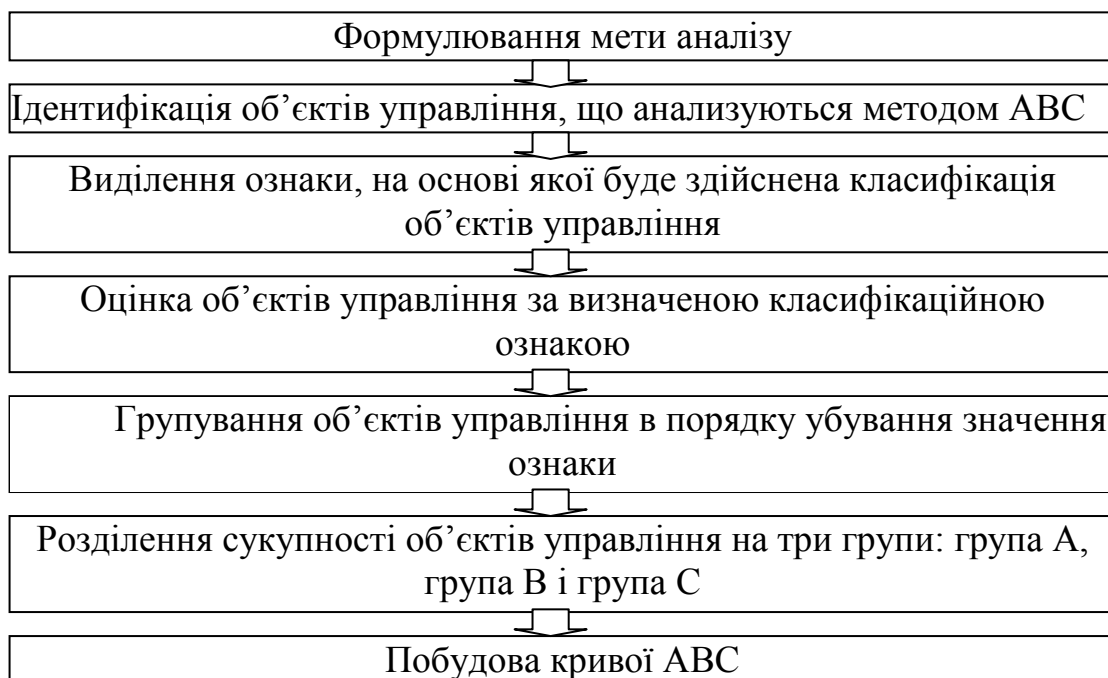 Формулювання мети аналізу
Ідентифікація об’єктів управління, що анализуються методом АВС
Виділення ознаки, на основі якої буде здійснена класифікація
об’єктів управління
Оцінка об’єктів управління за визначеною класифікаційною
ознакою
Групування об’єктів управління в порядку убування значення
ознаки
Розділення сукупності об’єктів управління на три групи: група А,
група В і група С
Побудова кривої АВС